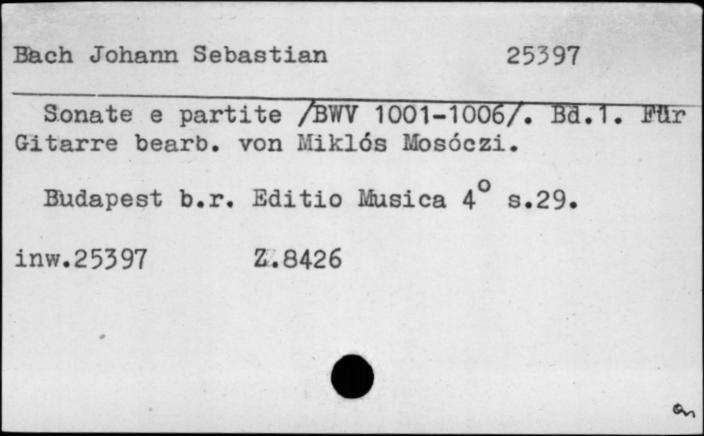 Bach Johann Sebastian 25397
Sonate e partite /BWV 1001-1006/. Bd.1. Für
Gitarre bearb. von Miklós Mosóczi.
Budapest b.r. Editio Musica 4° s.29.
inw.25397 Z.8426